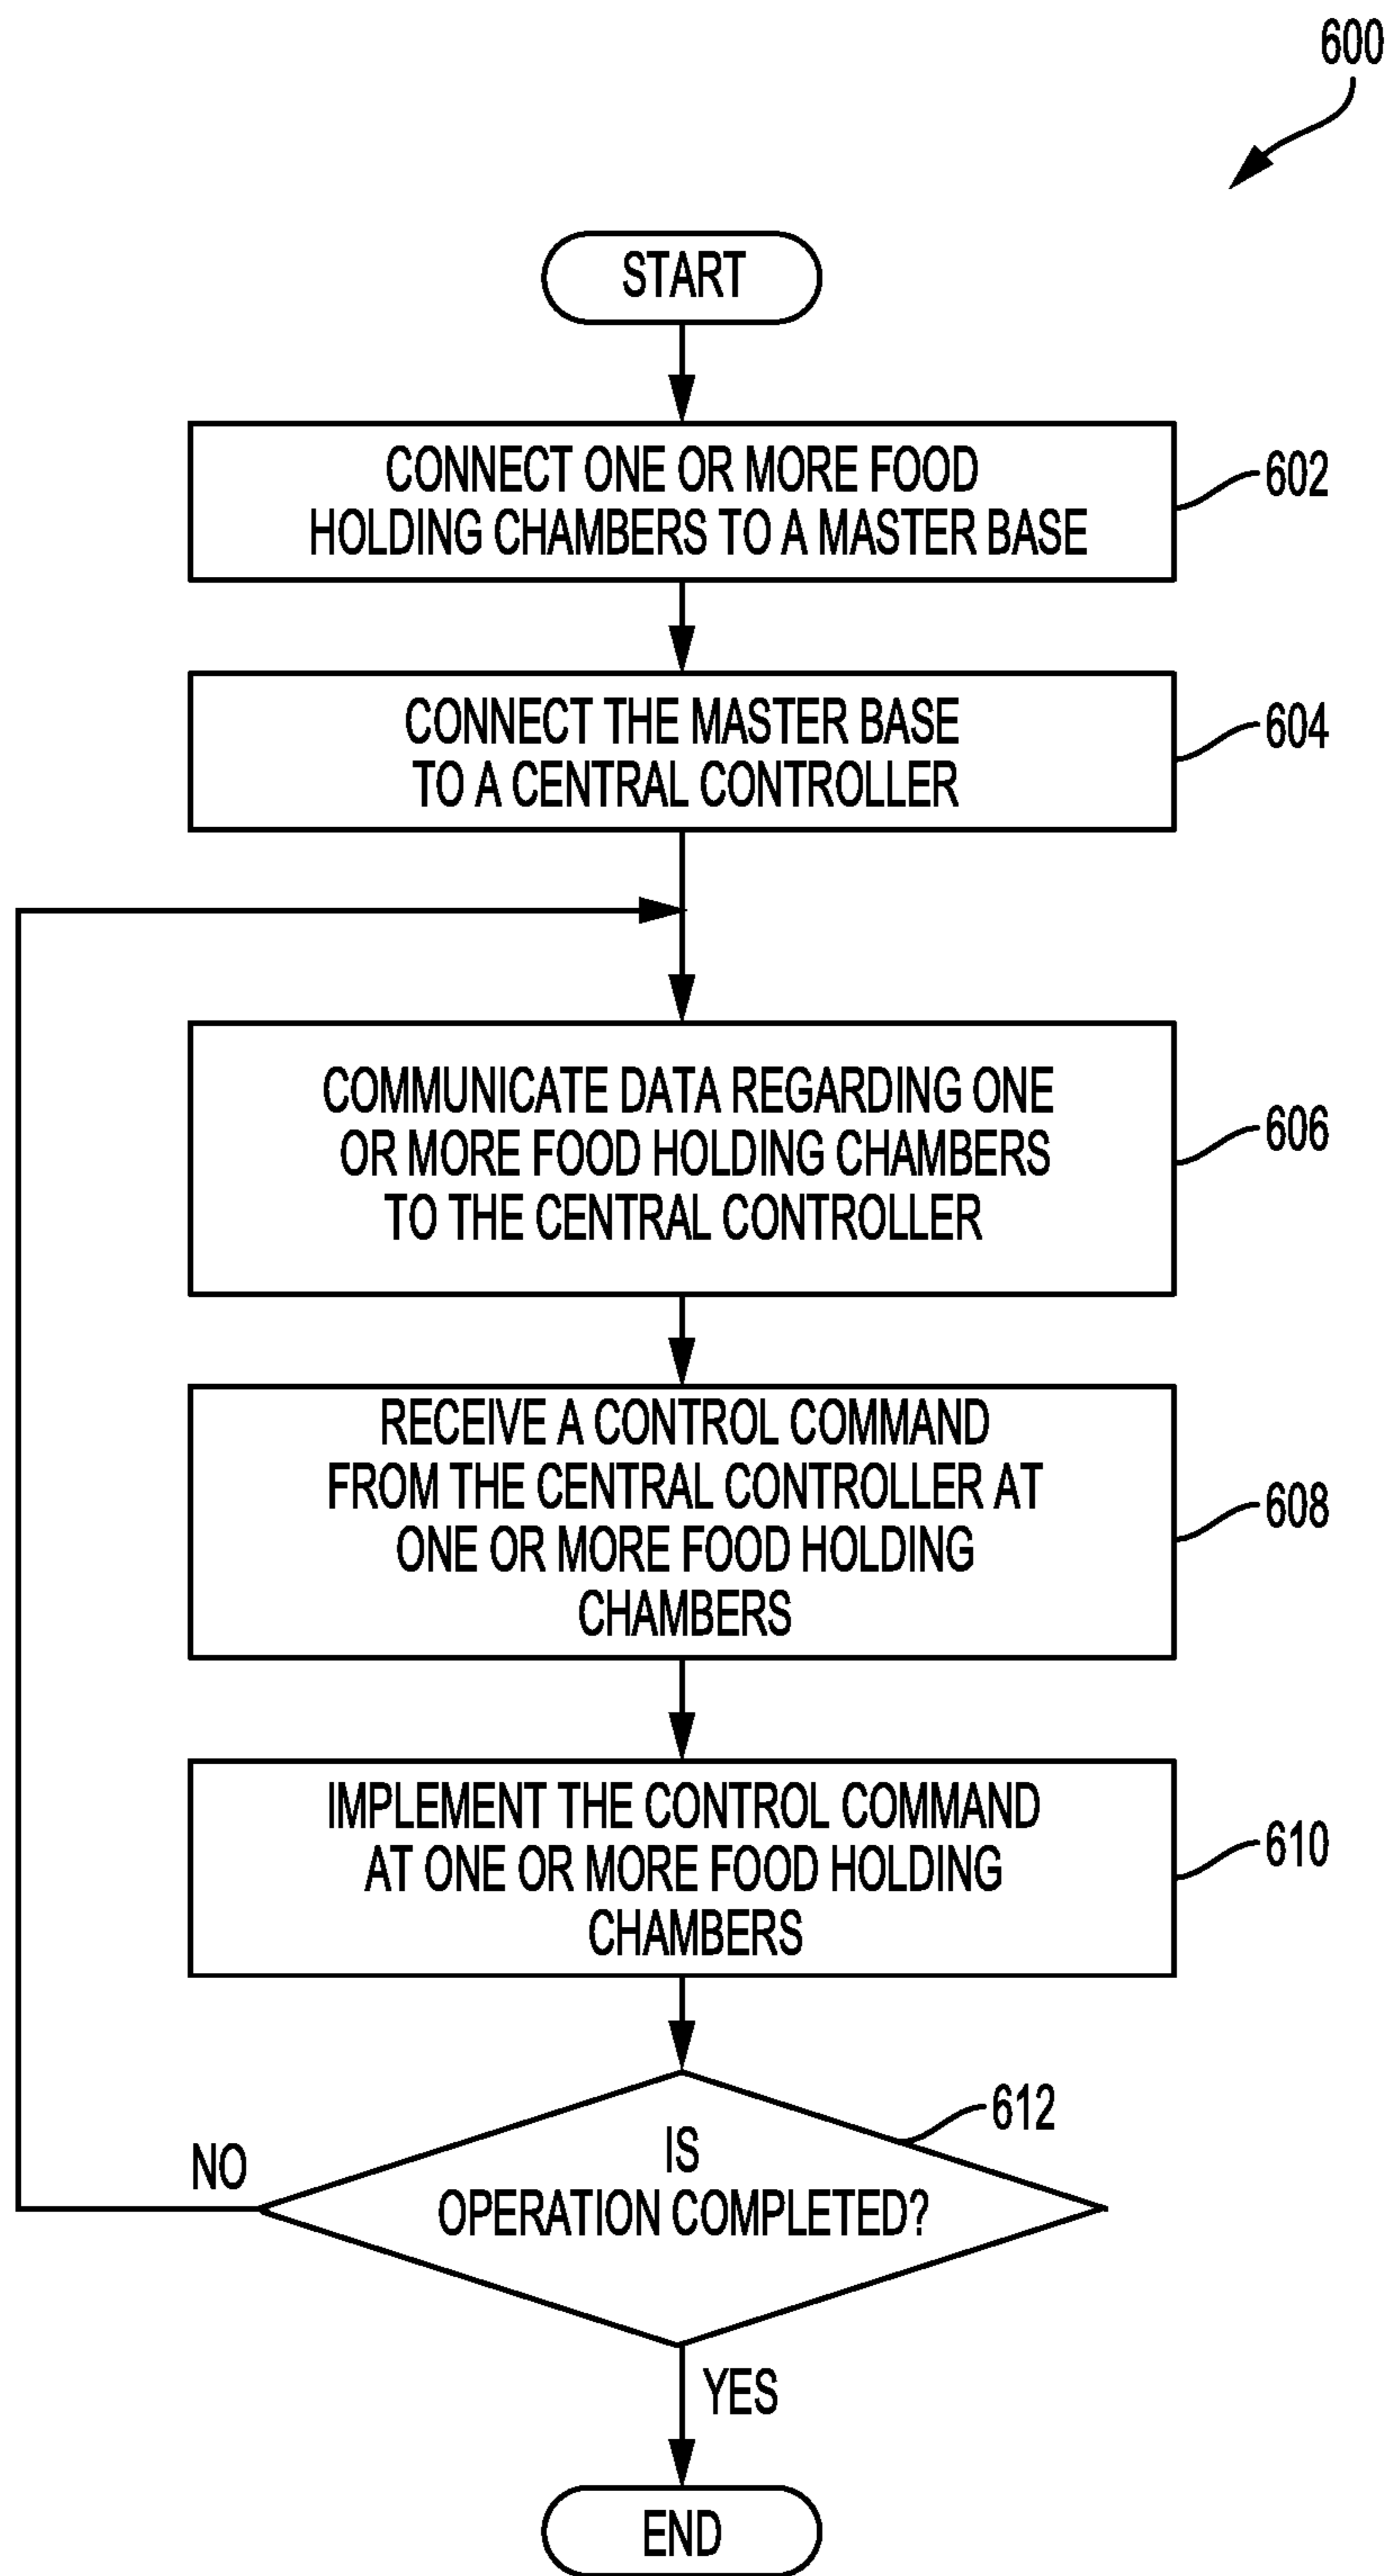 600
START
CONNECT ONE OR MORE FOOD
HOLDING CHAMBERS TO A MASTER BASE
602
CONNECT THE MASTER BASE
TO A CENTRAL CONTROLLER
604
COMMUNICATE DATA REGARDING ONE
OR MORE FOOD HOLDING CHAMBERS
TO THE CENTRAL CONTROLLER
606
RECEIVE A CONTROL COMMAND
FROM THE CENTRAL CONTROLLER AT
ONE OR MORE FOOD HOLDING
CHAMBERS
608
IMPLEMENT THE CONTROL COMMAND
AT ONE OR MORE FOOD HOLDING
CHAMBERS
610
612
NO
IS
OPERATION COMPLETED?
YES
END